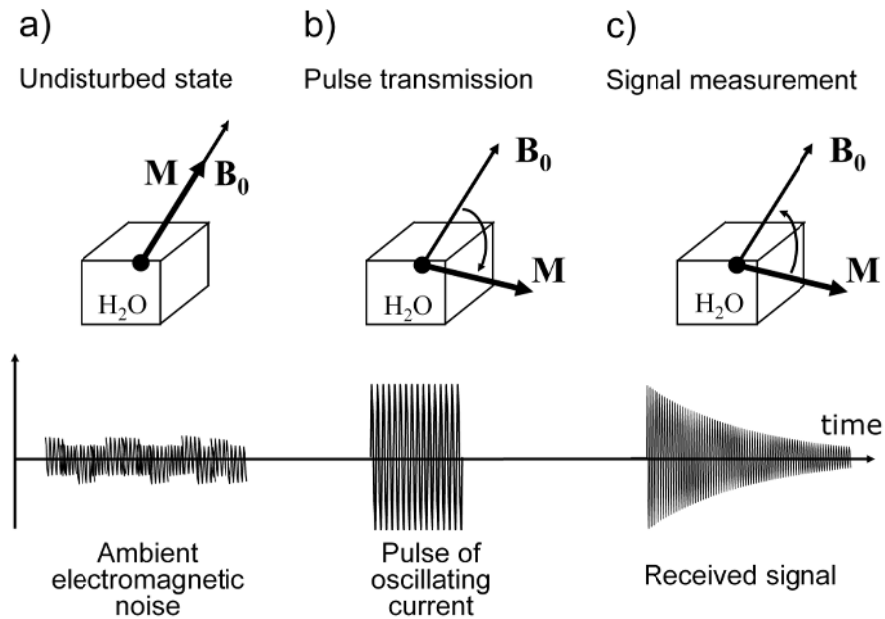 a)
Undisturbed state
M
B₀
H₂O
Ambient
electromagnetic
noise
b)
Pulse transmission
B₀
M
H₂O
Pulse of
oscillating
current
c)
Signal measurement
B₀
M
H₂O
time
Received signal